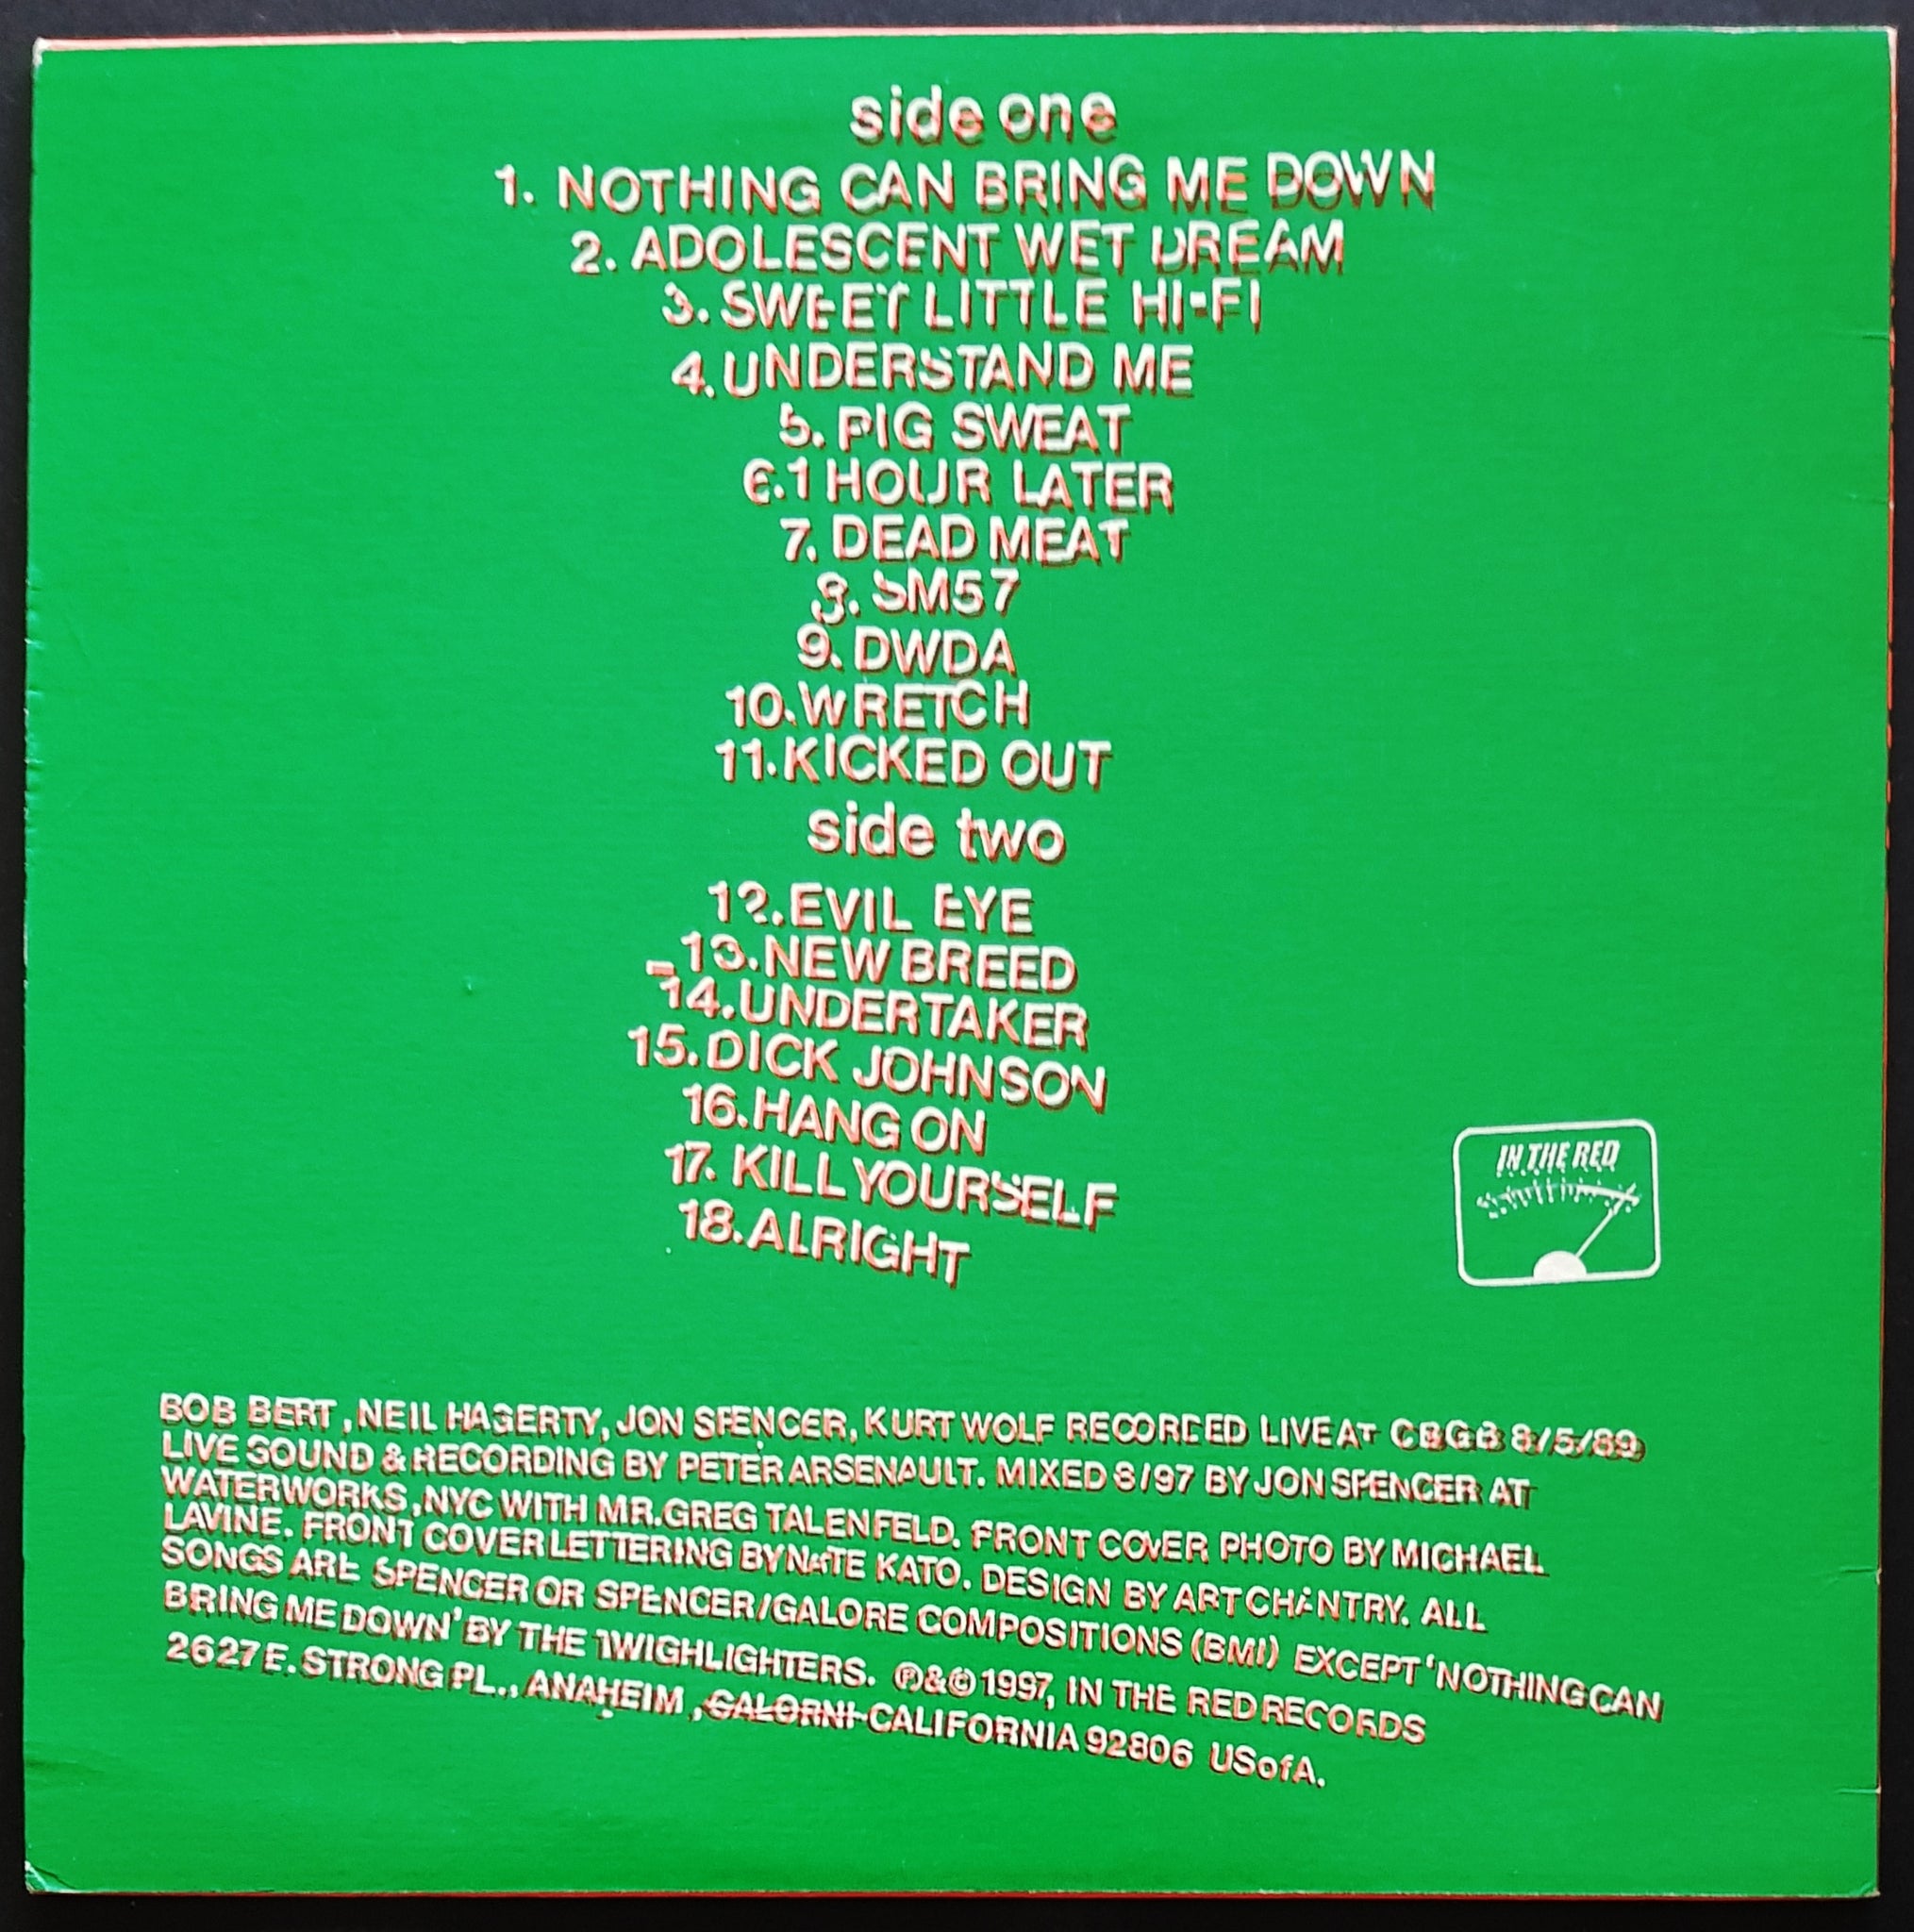 side one
1. NOTHING CAN BRING ME DOWN
2. ADOLESCENT WET DREAM
3. SWEET LITTLE HI-FI
4. UNDERSTAND ME
5. PIG SWEAT
6. 1 HOUR LATER
7. DEAD MEAT
8. SM57
9. DWDA
10. WRETCH
11. KICKED OUT
side two
12. EVIL EYE
13. NEW BREED
14. UNDERTAKER
15. DICK JOHNSON
16. HANG ON
17. KILL YOURSELF
18. ALRIGHT
IN THE RED
BOB BERT, NEIL HAGERTY, JON SPENCER, KURT WOLF RECORDED LIVE AT CBGB 8/5/89
LIVE SOUND & RECORDING BY PETER ARSENAULT. MIXED 8/97 BY JON SPENCER AT
WATERWORKS, NYC WITH MR. GREG TALENFELD. FRONT COVER PHOTO BY MICHAEL
LAVINE. FRONT COVER LETTERING BY NATE KATO. DESIGN BY ART CHANTRY. ALL
SONGS ARE SPENCER OR SPENCER/GALORE COMPOSITIONS (BMI) EXCEPT 'NOTHING CAN
BRING ME DOWN' BY THE TWIGHLIGHTERS. ℗&© 1997, IN THE RED RECORDS
2627 E. STRONG PL., ANAHEIM, CALORNI CALIFORNIA 92806 USofA.